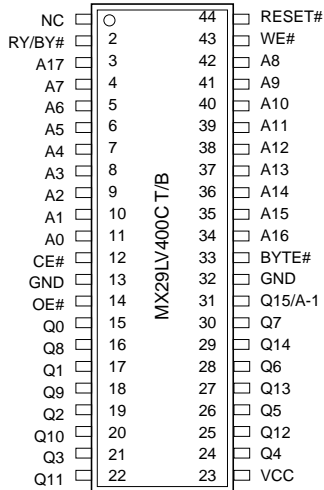 NC 44 RESET#
RY/BY# 2 43 WE#
A17 3 42 A8
A7 4 41 A9
A6 5 40 A10
A5 6 39 A11
A4 7 38 A12
A3 8 37 A13
A2 9 36 A14
A1 10 35 A15
A0 11 34 A16
CE# 12 33 BYTE#
GND 13 32 GND
OE# 14 31 Q15/A-1
Q0 15 30 Q7
Q8 16 29 Q14
Q1 17 28 Q6
Q9 18 27 Q13
Q2 19 26 Q5
Q10 20 25 Q12
Q3 21 24 Q4
Q11 22 23 VCC
MX29LV400C T/B